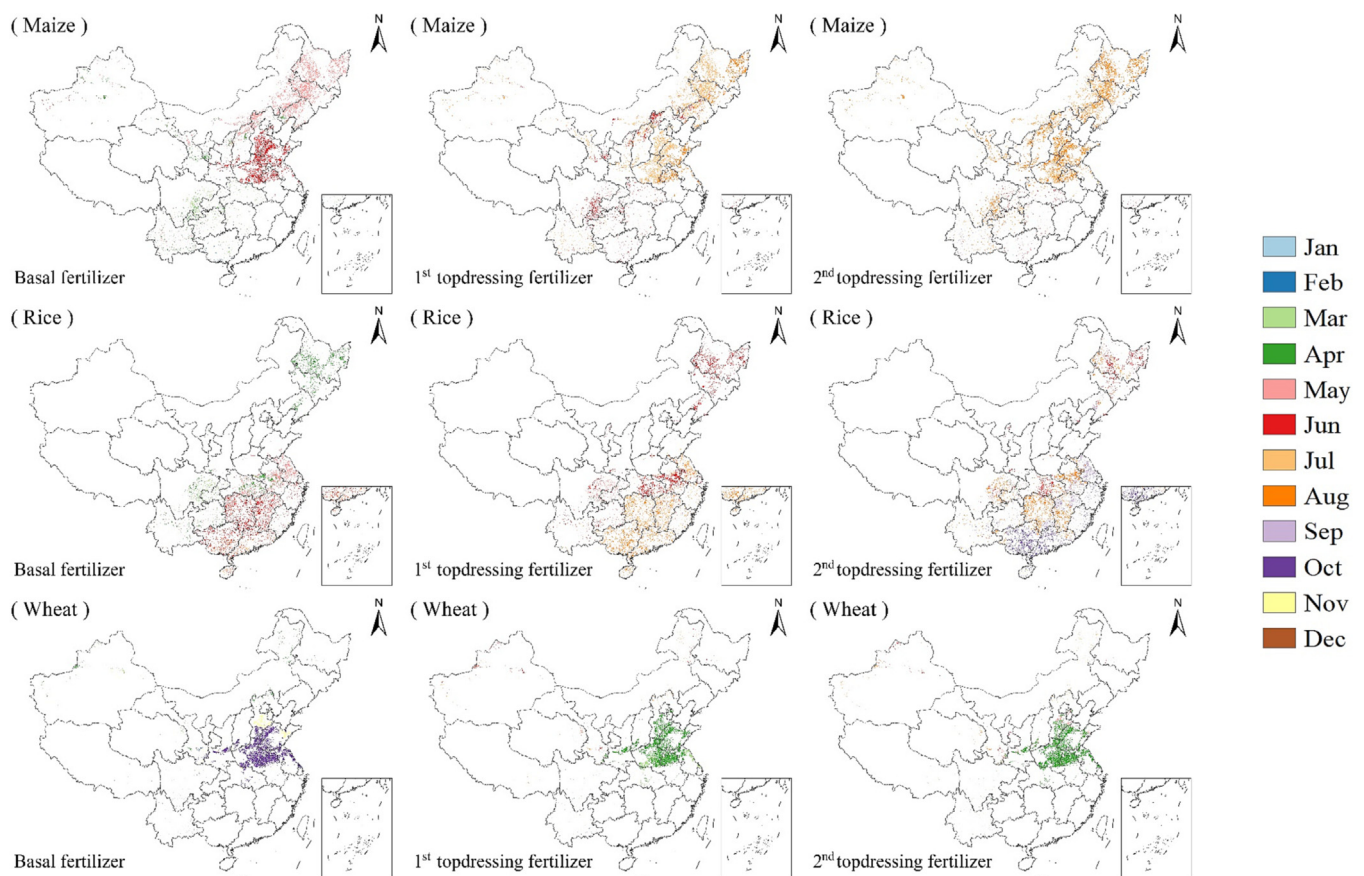 ( Maize )
N
( Maize )
N
( Maize )
N
Basal fertilizer
1st topdressing fertilizer
2nd topdressing fertilizer
( Rice )
N
( Rice )
N
( Rice )
N
Basal fertilizer
1st topdressing fertilizer
2nd topdressing fertilizer
( Wheat )
N
( Wheat )
N
( Wheat )
N
Basal fertilizer
1st topdressing fertilizer
2nd topdressing fertilizer
Jan
Feb
Mar
Apr
May
Jun
Jul
Aug
Sep
Oct
Nov
Dec